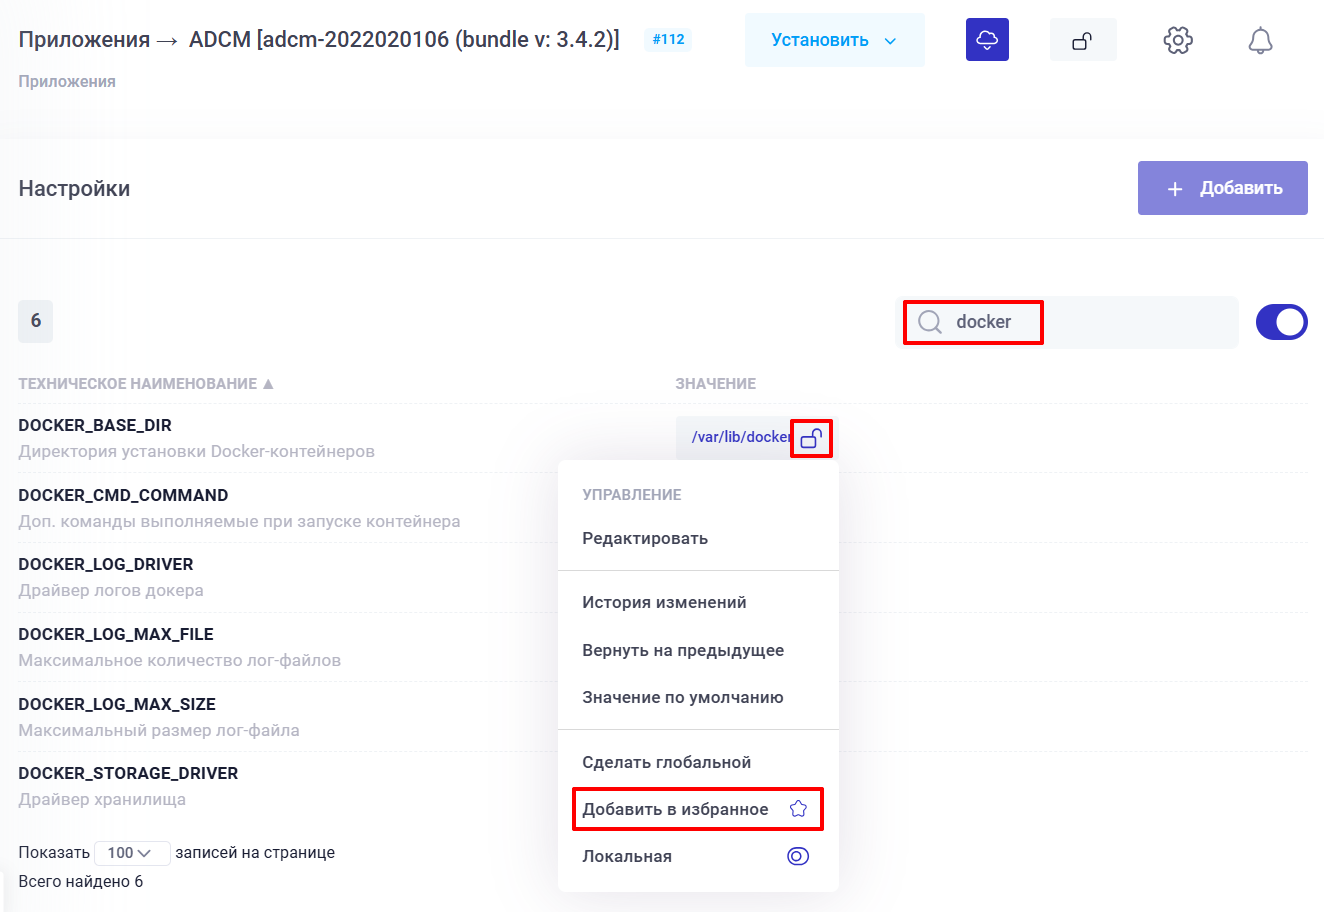 Приложения → ADCM [adcm-2022020106 (bundle v: 3.4.2)]
#112
Установить
Приложения
Настройки
+ Добавить
6
docker
ТЕХНИЧЕСКОЕ НАИМЕНОВАНИЕ ▲
ЗНАЧЕНИЕ
DOCKER_BASE_DIR
Директория установки Docker-контейнеров
/var/lib/docker
DOCKER_CMD_COMMAND
Доп. команды выполняемые при запуске контейнера
DOCKER_LOG_DRIVER
Драйвер логов докера
DOCKER_LOG_MAX_FILE
Максимальное количество лог-файлов
DOCKER_LOG_MAX_SIZE
Максимальный размер лог-файла
DOCKER_STORAGE_DRIVER
Драйвер хранилища
УПРАВЛЕНИЕ
Редактировать
История изменений
Вернуть на предыдущее
Значение по умолчанию
Сделать глобальной
Добавить в избранное
Локальная
Показать 100 записей на странице
Всего найдено 6